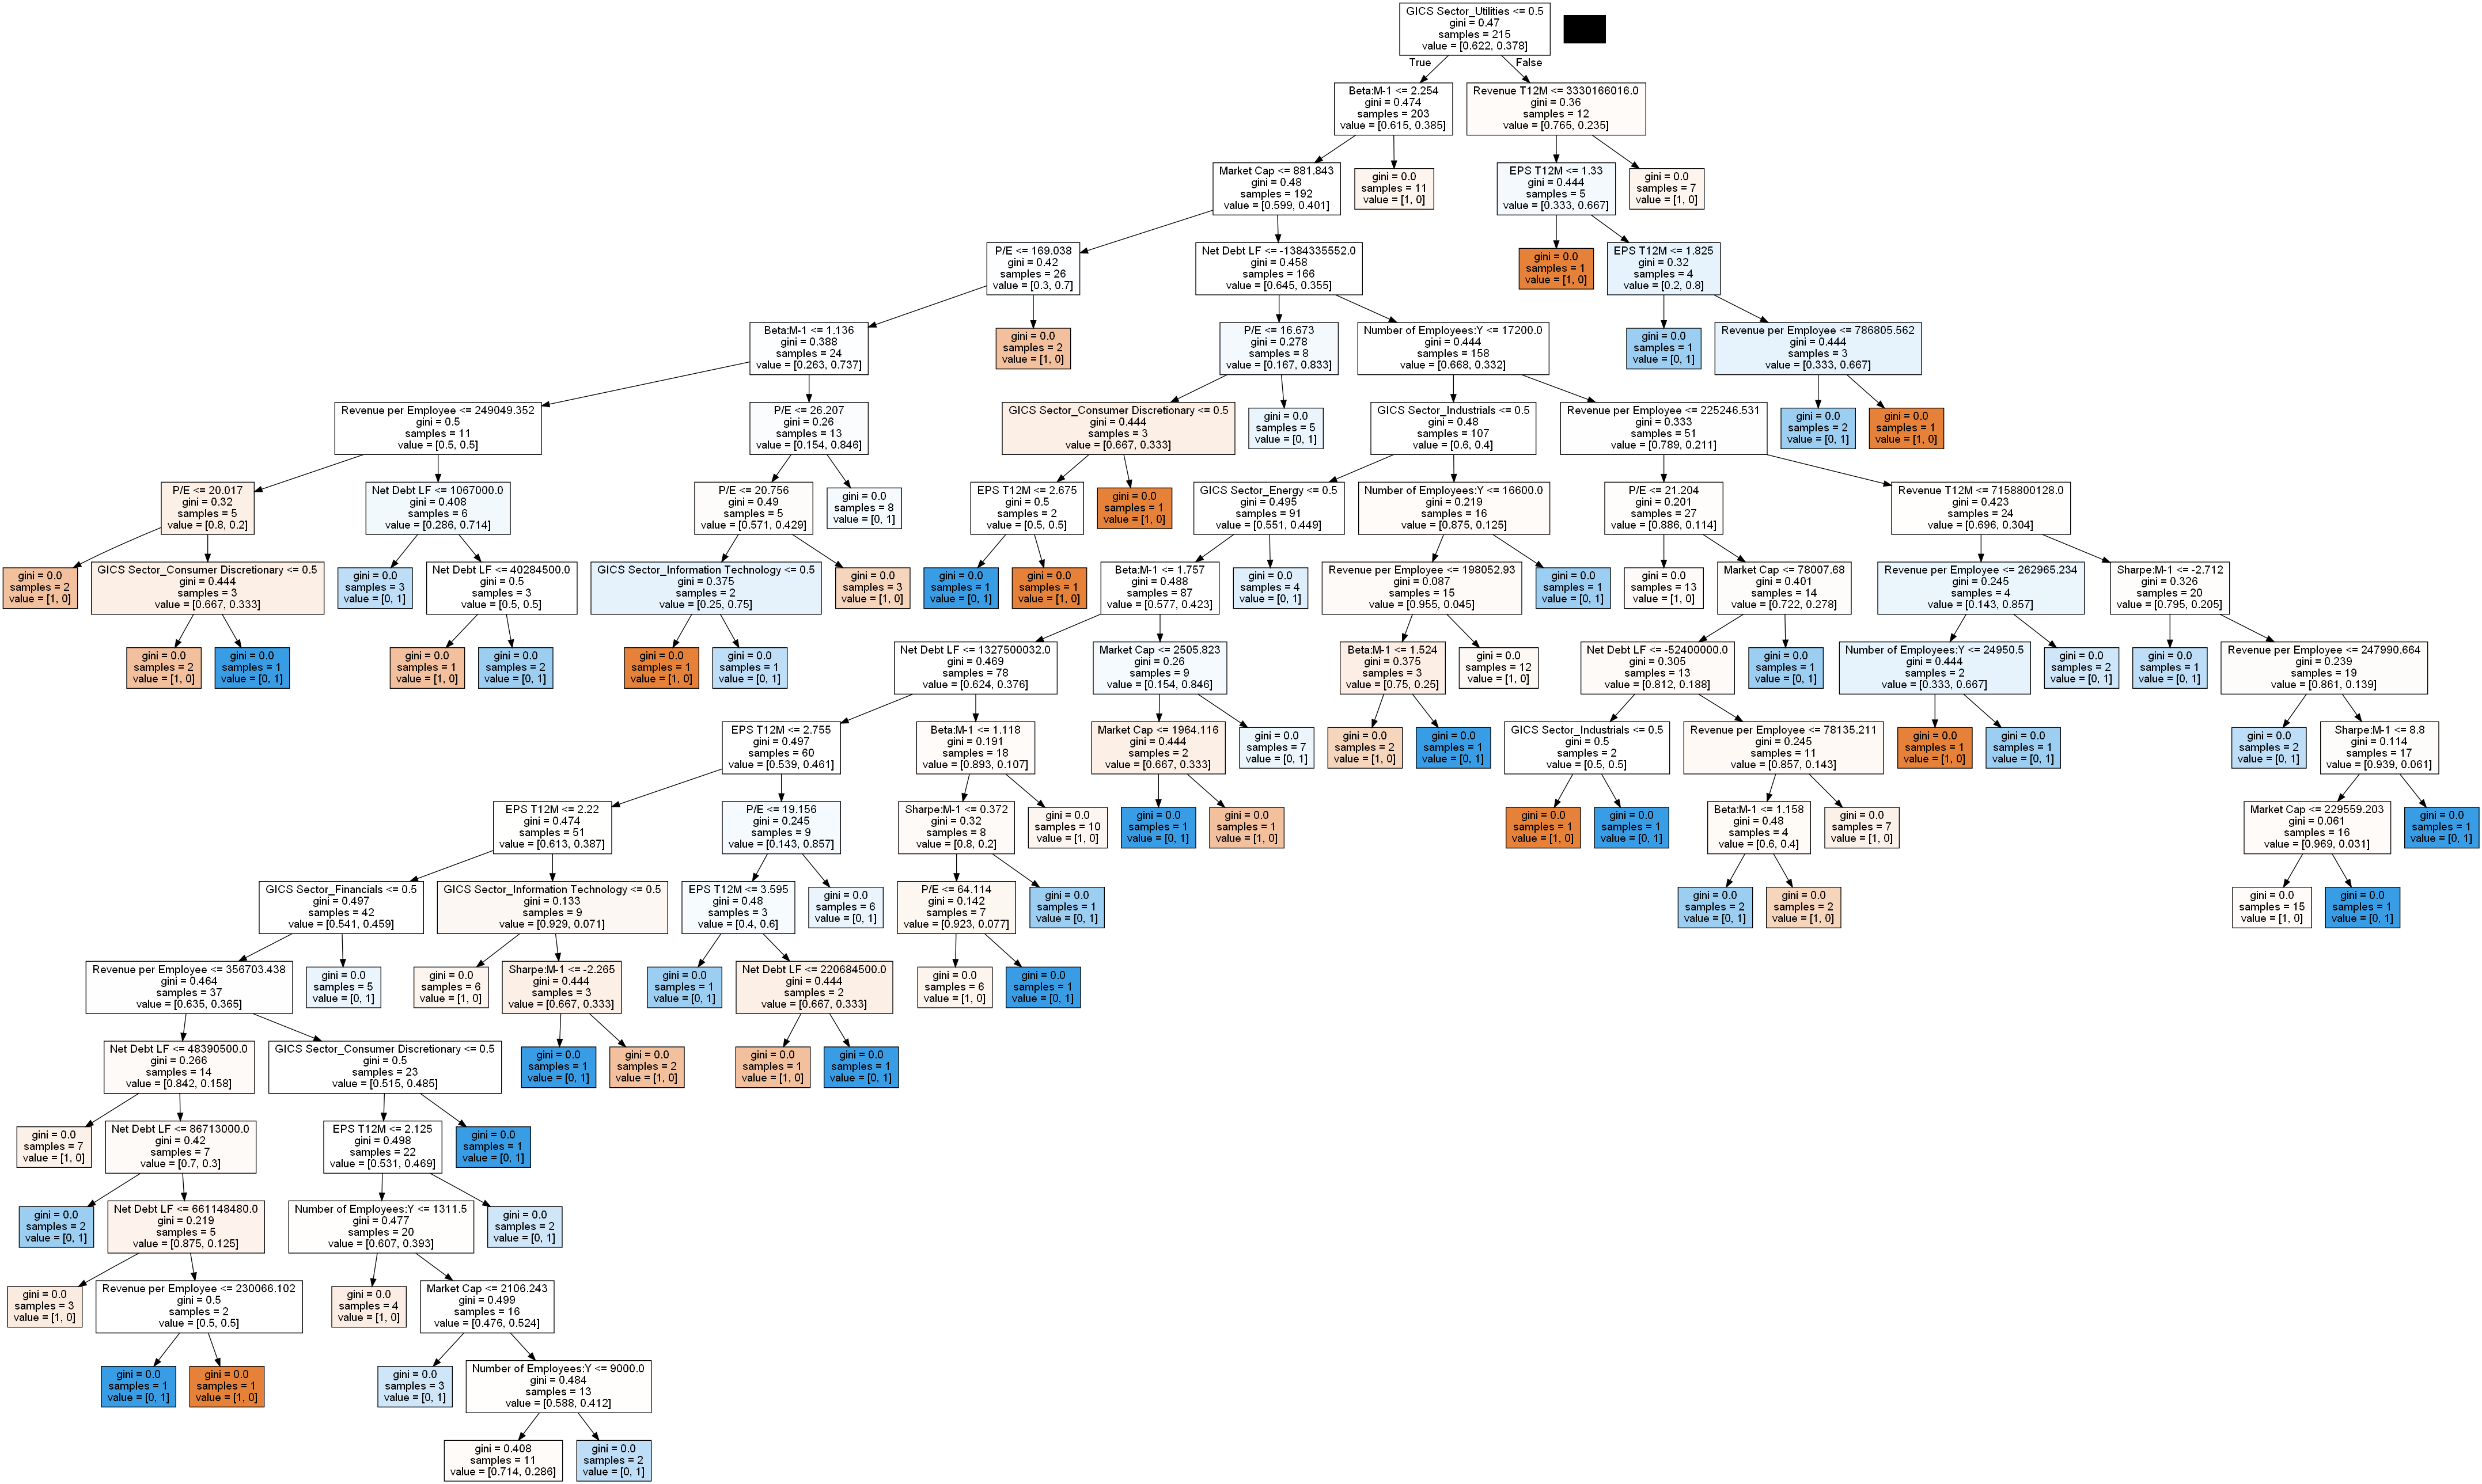 GICS Sector_Utilities <= 0.5
gini = 0.47
samples = 215
value = [0.622, 0.378]
True
False
Beta:M-1 <= 2.254
gini = 0.474
samples = 203
value = [0.615, 0.385]
Revenue T12M <= 3330166016.0
gini = 0.36
samples = 12
value = [0.765, 0.235]
Market Cap <= 881.843
gini = 0.48
samples = 192
value = [0.599, 0.401]
gini = 0.0
samples = 11
value = [1, 0]
EPS T12M <= 1.33
gini = 0.444
samples = 5
value = [0.333, 0.667]
gini = 0.0
samples = 7
value = [1, 0]
P/E <= 169.038
gini = 0.42
samples = 26
value = [0.3, 0.7]
Net Debt LF <= -1384335552.0
gini = 0.458
samples = 166
value = [0.645, 0.355]
gini = 0.0
samples = 1
value = [1, 0]
EPS T12M <= 1.825
gini = 0.32
samples = 4
value = [0.2, 0.8]
Beta:M-1 <= 1.136
gini = 0.388
samples = 24
value = [0.263, 0.737]
gini = 0.0
samples = 2
value = [1, 0]
P/E <= 16.673
gini = 0.278
samples = 8
value = [0.167, 0.833]
Number of Employees:Y <= 17200.0
gini = 0.444
samples = 158
value = [0.668, 0.332]
gini = 0.0
samples = 1
value = [0, 1]
Revenue per Employee <= 786805.562
gini = 0.444
samples = 3
value = [0.333, 0.667]
Revenue per Employee <= 249049.352
gini = 0.5
samples = 11
value = [0.5, 0.5]
P/E <= 26.207
gini = 0.26
samples = 13
value = [0.154, 0.846]
GICS Sector_Consumer Discretionary <= 0.5
gini = 0.444
samples = 3
value = [0.667, 0.333]
gini = 0.0
samples = 5
value = [0, 1]
GICS Sector_Industrials <= 0.5
gini = 0.48
samples = 107
value = [0.6, 0.4]
Revenue per Employee <= 225246.531
gini = 0.333
samples = 51
value = [0.789, 0.211]
gini = 0.0
samples = 2
value = [0, 1]
gini = 0.0
samples = 1
value = [1, 0]
P/E <= 20.017
gini = 0.32
samples = 5
value = [0.8, 0.2]
Net Debt LF <= 1067000.0
gini = 0.408
samples = 6
value = [0.286, 0.714]
P/E <= 20.756
gini = 0.49
samples = 5
value = [0.571, 0.429]
gini = 0.0
samples = 8
value = [0, 1]
EPS T12M <= 2.675
gini = 0.5
samples = 2
value = [0.5, 0.5]
gini = 0.0
samples = 1
value = [1, 0]
GICS Sector_Energy <= 0.5
gini = 0.495
samples = 91
value = [0.551, 0.449]
Number of Employees:Y <= 16600.0
gini = 0.219
samples = 16
value = [0.875, 0.125]
P/E <= 21.204
gini = 0.201
samples = 27
value = [0.886, 0.114]
Revenue T12M <= 7158800128.0
gini = 0.423
samples = 24
value = [0.696, 0.304]
gini = 0.0
samples = 2
value = [1, 0]
GICS Sector_Consumer Discretionary <= 0.5
gini = 0.444
samples = 3
value = [0.667, 0.333]
gini = 0.0
samples = 3
value = [0, 1]
Net Debt LF <= 40284500.0
gini = 0.5
samples = 3
value = [0.5, 0.5]
GICS Sector_Information Technology <= 0.5
gini = 0.375
samples = 2
value = [0.25, 0.75]
gini = 0.0
samples = 3
value = [1, 0]
gini = 0.0
samples = 1
value = [0, 1]
gini = 0.0
samples = 1
value = [1, 0]
Beta:M-1 <= 1.757
gini = 0.488
samples = 87
value = [0.577, 0.423]
gini = 0.0
samples = 4
value = [0, 1]
Revenue per Employee <= 198052.93
gini = 0.087
samples = 15
value = [0.955, 0.045]
gini = 0.0
samples = 1
value = [0, 1]
gini = 0.0
samples = 13
value = [1, 0]
Market Cap <= 78007.68
gini = 0.401
samples = 14
value = [0.722, 0.278]
Revenue per Employee <= 262965.234
gini = 0.245
samples = 4
value = [0.143, 0.857]
Sharpe:M-1 <= -2.712
gini = 0.326
samples = 20
value = [0.795, 0.205]
gini = 0.0
samples = 2
value = [1, 0]
gini = 0.0
samples = 1
value = [0, 1]
gini = 0.0
samples = 1
value = [1, 0]
gini = 0.0
samples = 2
value = [0, 1]
gini = 0.0
samples = 1
value = [1, 0]
gini = 0.0
samples = 1
value = [0, 1]
Net Debt LF <= 1327500032.0
gini = 0.469
samples = 78
value = [0.624, 0.376]
Market Cap <= 2505.823
gini = 0.26
samples = 9
value = [0.154, 0.846]
Beta:M-1 <= 1.524
gini = 0.375
samples = 3
value = [0.75, 0.25]
gini = 0.0
samples = 12
value = [1, 0]
Net Debt LF <= -52400000.0
gini = 0.305
samples = 13
value = [0.812, 0.188]
gini = 0.0
samples = 1
value = [0, 1]
Number of Employees:Y <= 24950.5
gini = 0.444
samples = 2
value = [0.333, 0.667]
gini = 0.0
samples = 2
value = [0, 1]
gini = 0.0
samples = 1
value = [0, 1]
Revenue per Employee <= 247990.664
gini = 0.239
samples = 19
value = [0.861, 0.139]
EPS T12M <= 2.755
gini = 0.497
samples = 60
value = [0.539, 0.461]
Beta:M-1 <= 1.118
gini = 0.191
samples = 18
value = [0.893, 0.107]
Market Cap <= 1964.116
gini = 0.444
samples = 2
value = [0.667, 0.333]
gini = 0.0
samples = 7
value = [0, 1]
gini = 0.0
samples = 2
value = [1, 0]
gini = 0.0
samples = 1
value = [0, 1]
GICS Sector_Industrials <= 0.5
gini = 0.5
samples = 2
value = [0.5, 0.5]
Revenue per Employee <= 78135.211
gini = 0.245
samples = 11
value = [0.857, 0.143]
gini = 0.0
samples = 1
value = [1, 0]
gini = 0.0
samples = 1
value = [0, 1]
gini = 0.0
samples = 2
value = [0, 1]
Sharpe:M-1 <= 8.8
gini = 0.114
samples = 17
value = [0.939, 0.061]
EPS T12M <= 2.22
gini = 0.474
samples = 51
value = [0.613, 0.387]
P/E <= 19.156
gini = 0.245
samples = 9
value = [0.143, 0.857]
Sharpe:M-1 <= 0.372
gini = 0.32
samples = 8
value = [0.8, 0.2]
gini = 0.0
samples = 10
value = [1, 0]
gini = 0.0
samples = 1
value = [0, 1]
gini = 0.0
samples = 1
value = [1, 0]
gini = 0.0
samples = 1
value = [1, 0]
gini = 0.0
samples = 1
value = [0, 1]
Beta:M-1 <= 1.158
gini = 0.48
samples = 4
value = [0.6, 0.4]
gini = 0.0
samples = 7
value = [1, 0]
Market Cap <= 229559.203
gini = 0.061
samples = 16
value = [0.969, 0.031]
gini = 0.0
samples = 1
value = [0, 1]
GICS Sector_Financials <= 0.5
gini = 0.497
samples = 42
value = [0.541, 0.459]
GICS Sector_Information Technology <= 0.5
gini = 0.133
samples = 9
value = [0.929, 0.071]
EPS T12M <= 3.595
gini = 0.48
samples = 3
value = [0.4, 0.6]
gini = 0.0
samples = 6
value = [0, 1]
P/E <= 64.114
gini = 0.142
samples = 7
value = [0.923, 0.077]
gini = 0.0
samples = 1
value = [0, 1]
gini = 0.0
samples = 2
value = [0, 1]
gini = 0.0
samples = 2
value = [1, 0]
gini = 0.0
samples = 15
value = [1, 0]
gini = 0.0
samples = 1
value = [0, 1]
Revenue per Employee <= 356703.438
gini = 0.464
samples = 37
value = [0.635, 0.365]
gini = 0.0
samples = 5
value = [0, 1]
gini = 0.0
samples = 6
value = [1, 0]
Sharpe:M-1 <= -2.265
gini = 0.444
samples = 3
value = [0.667, 0.333]
gini = 0.0
samples = 1
value = [0, 1]
Net Debt LF <= 220684500.0
gini = 0.444
samples = 2
value = [0.667, 0.333]
gini = 0.0
samples = 6
value = [1, 0]
gini = 0.0
samples = 1
value = [0, 1]
Net Debt LF <= 48390500.0
gini = 0.266
samples = 14
value = [0.842, 0.158]
GICS Sector_Consumer Discretionary <= 0.5
gini = 0.5
samples = 23
value = [0.515, 0.485]
gini = 0.0
samples = 1
value = [0, 1]
gini = 0.0
samples = 2
value = [1, 0]
gini = 0.0
samples = 1
value = [1, 0]
gini = 0.0
samples = 1
value = [0, 1]
gini = 0.0
samples = 7
value = [1, 0]
Net Debt LF <= 86713000.0
gini = 0.42
samples = 7
value = [0.7, 0.3]
EPS T12M <= 2.125
gini = 0.498
samples = 22
value = [0.531, 0.469]
gini = 0.0
samples = 1
value = [0, 1]
gini = 0.0
samples = 2
value = [0, 1]
Net Debt LF <= 661148480.0
gini = 0.219
samples = 5
value = [0.875, 0.125]
Number of Employees:Y <= 1311.5
gini = 0.477
samples = 20
value = [0.607, 0.393]
gini = 0.0
samples = 2
value = [0, 1]
gini = 0.0
samples = 3
value = [1, 0]
Revenue per Employee <= 230066.102
gini = 0.5
samples = 2
value = [0.5, 0.5]
gini = 0.0
samples = 4
value = [1, 0]
Market Cap <= 2106.243
gini = 0.499
samples = 16
value = [0.476, 0.524]
gini = 0.0
samples = 1
value = [0, 1]
gini = 0.0
samples = 1
value = [1, 0]
gini = 0.0
samples = 3
value = [0, 1]
Number of Employees:Y <= 9000.0
gini = 0.484
samples = 13
value = [0.588, 0.412]
gini = 0.408
samples = 11
value = [0.714, 0.286]
gini = 0.0
samples = 2
value = [0, 1]